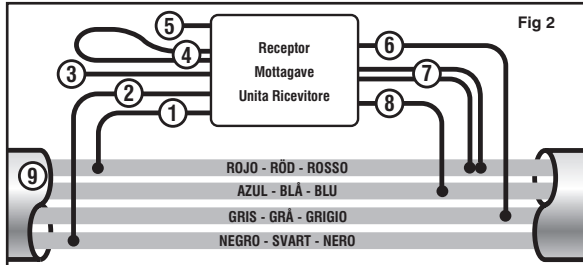 Fig 2
5
4
3
2
1
Receptor
Mottagave
Unita Ricevitore
6
7
8
9
ROJO - RÖD - ROSSO
AZUL - BLÅ - BLU
GRIS - GRÅ - GRIGIO
NEGRO - SVART - NERO